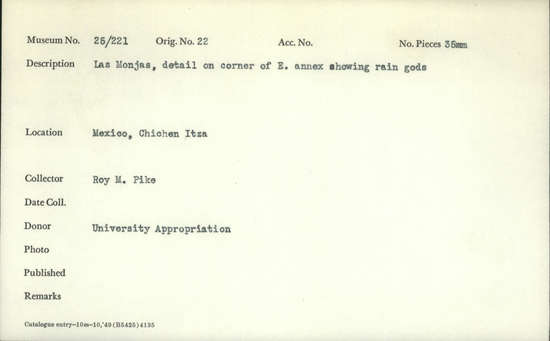 Museum No. 25/221 Orig. No. 22 Acc. No. No. Pieces 35mm
Description Las Monjas, detail on corner of E. annex showing rain gods
Location Mexico, Chichen Itza
Collector Roy M. Pike
Date Coll.
Donor University Appropriation
Photo
Published
Remarks
Catalogue entry—10m—10,'49 (B5425) 4135